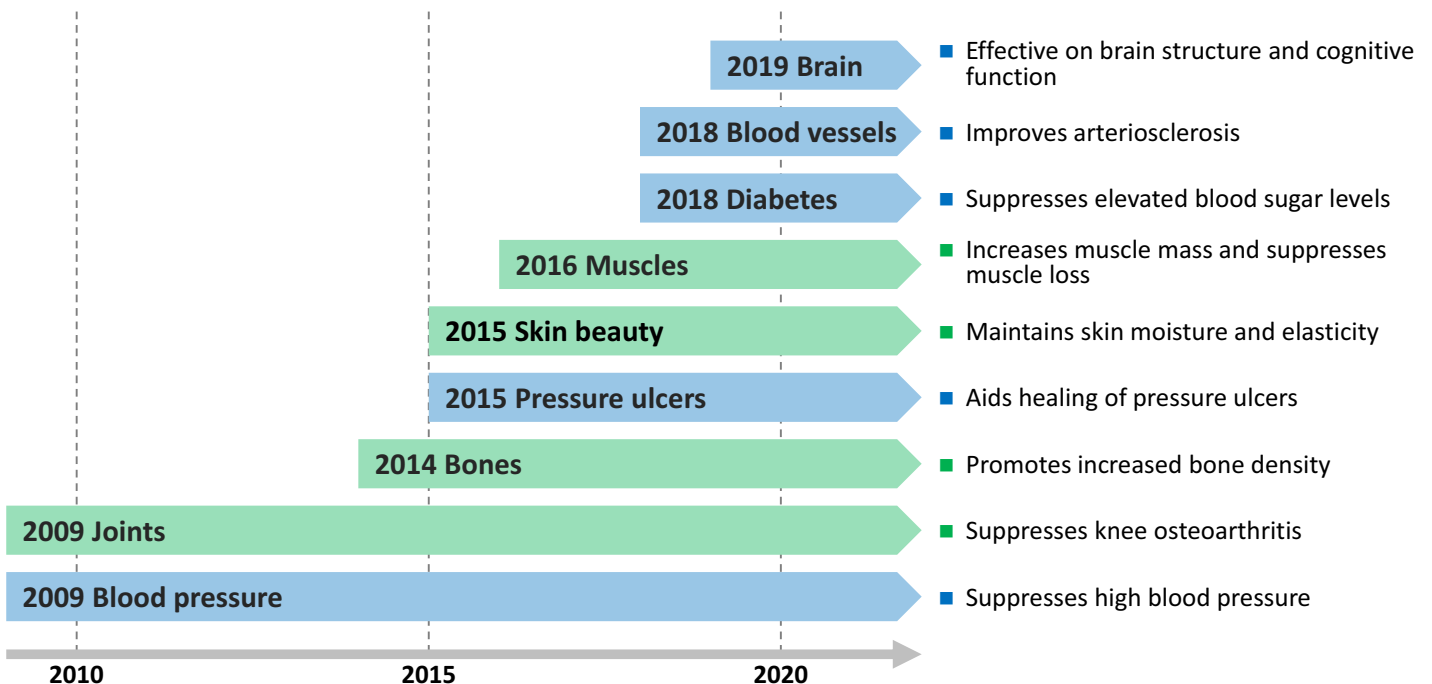 2019 Brain
Effective on brain structure and cognitive
function
2018 Blood vessels
Improves arteriosclerosis
2018 Diabetes
Suppresses elevated blood sugar levels
2016 Muscles
Increases muscle mass and suppresses
muscle loss
2015 Skin beauty
Maintains skin moisture and elasticity
2015 Pressure ulcers
Aids healing of pressure ulcers
2014 Bones
Promotes increased bone density
2009 Joints
Suppresses knee osteoarthritis
2009 Blood pressure
Suppresses high blood pressure
2010
2015
2020